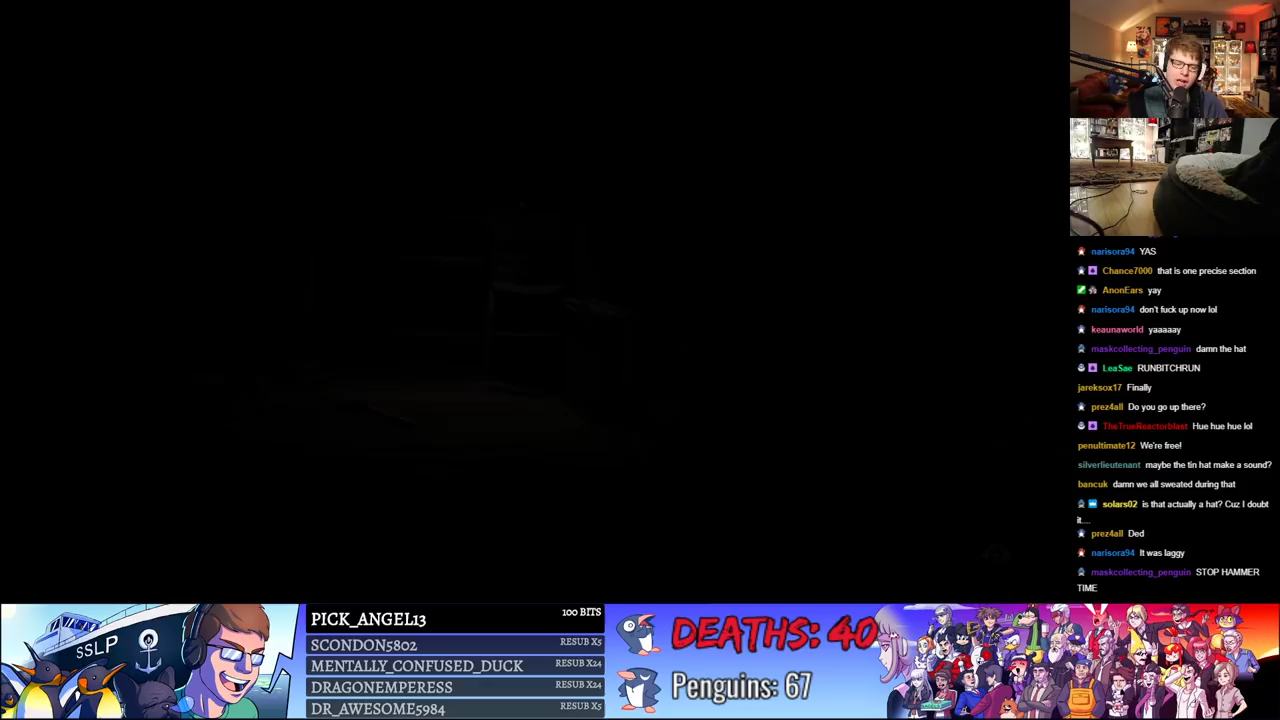 narisora94 YAS
Chance7000 that is one precise section
AnonEars yay
narisora94 don't fuck up now lol
keaunaworld yaaaaay
maskcollecting_penguin damn the hat
LeaSae RUNBITCHRUN
jareksox17 Finally
prez4all Do you go up there?
TheTrueReactorblast Hue hue hue lol
penultimate12 We're free!
silverlieutenant maybe the tin hat make a sound?
bancuk damn we all sweated during that
solars02 is that actually a hat? Cuz I doubt
it....
prez4all Ded
narisora94 It was laggy
maskcollecting_penguin STOP HAMMER
TIME
SSLP
PICK_ANGEL13 100 BITS
SCONDON5802 RESUB X5
MENTALLY_CONFUSED_DUCK RESUB X24
DRAGONEMPERESS RESUB X24
DR_AWESOME5984 RESUB X5
DEATHS: 40
Penguins: 67